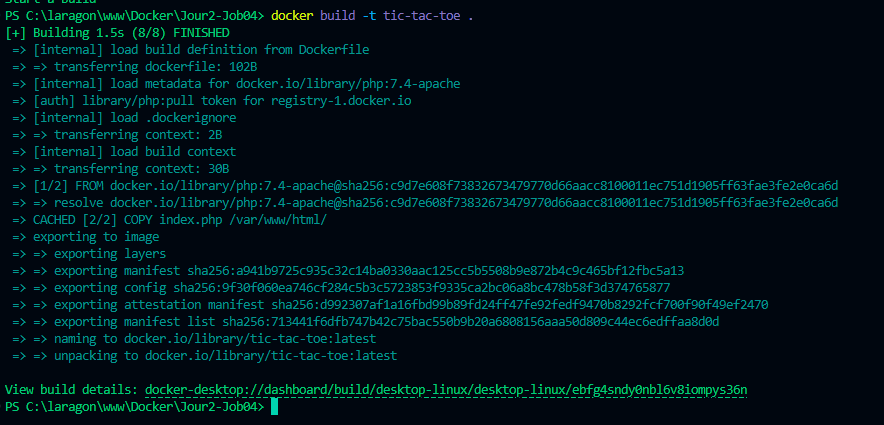 Start a build
PS C:\laragon\www\Docker\Jour2-Job04> docker build -t tic-tac-toe .
[+] Building 1.5s (8/8) FINISHED
=> [internal] load build definition from Dockerfile
=> => transferring dockerfile: 102B
=> [internal] load metadata for docker.io/library/php:7.4-apache
=> [auth] library/php:pull token for registry-1.docker.io
=> [internal] load .dockerignore
=> => transferring context: 2B
=> [internal] load build context
=> => transferring context: 30B
=> [1/2] FROM docker.io/library/php:7.4-apache@sha256:c9d7e608f73832673479770d66aacc8100011ec751d1905ff63fae3fe2e0ca6d
=> => resolve docker.io/library/php:7.4-apache@sha256:c9d7e608f73832673479770d66aacc8100011ec751d1905ff63fae3fe2e0ca6d
=> CACHED [2/2] COPY index.php /var/www/html/
=> exporting to image
=> => exporting layers
=> => exporting manifest sha256:a941b9725c935c32c14ba0330aac125cc5b5508b9e872b4c9c465bf12fbc5a13
=> => exporting config sha256:9f30f060ea746cf284c5b3c5723853f9335ca2bc06a8bc478b58f3d374765877
=> => exporting attestation manifest sha256:d992307af1a16fbd99b89fd24ff47fe92fedf9470b8292fcf700f90f49ef2470
=> => exporting manifest list sha256:713441f6dfb747b42c75bac550b9b20a6808156aaa50d809c44ec6edffaa8d0d
=> => naming to docker.io/library/tic-tac-toe:latest
=> => unpacking to docker.io/library/tic-tac-toe:latest
View build details: docker-desktop://dashboard/build/desktop-linux/desktop-linux/ebfg4sndy0nbl6v8iompys36n
PS C:\laragon\www\Docker\Jour2-Job04>